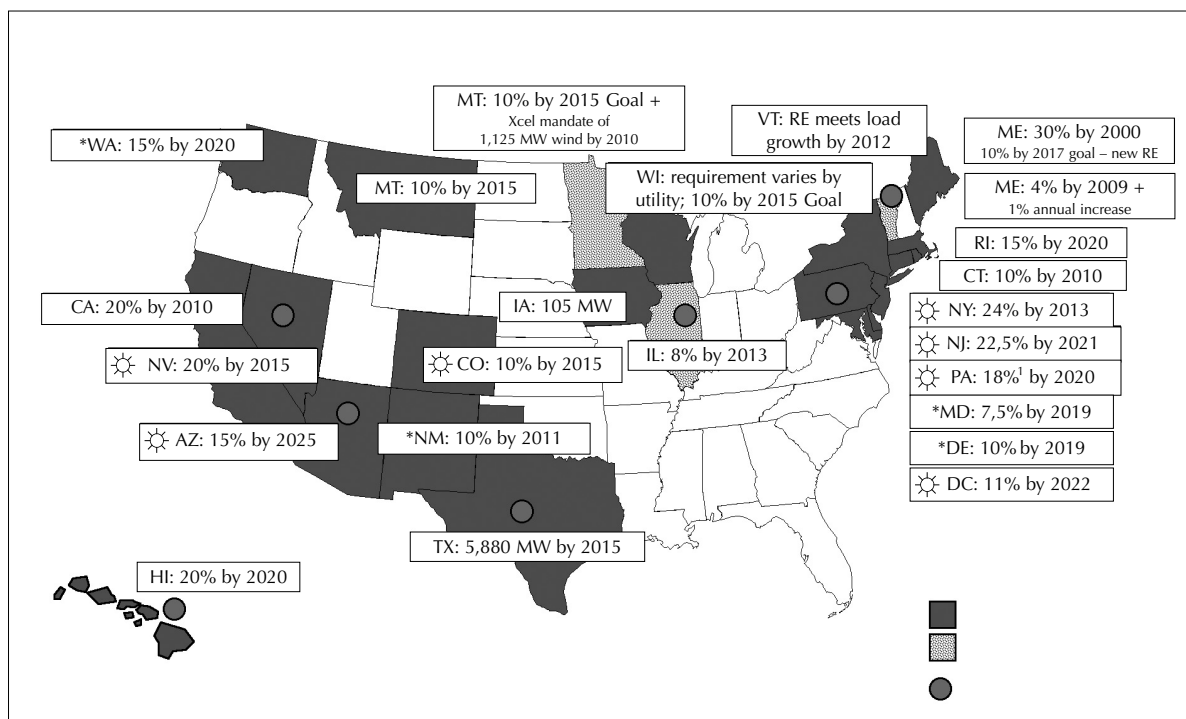 MT: 10% by 2015 Goal +
Xcel mandate of
1,125 MW wind by 2010
VT: RE meets load
growth by 2012
ME: 30% by 2000
10% by 2017 goal – new RE
*WA: 15% by 2020
MT: 10% by 2015
WI: requirement varies by
utility; 10% by 2015 Goal
ME: 4% by 2009 +
1% annual increase
RI: 15% by 2020
CT: 10% by 2010
CA: 20% by 2010
IA: 105 MW
NY: 24% by 2013
NV: 20% by 2015
CO: 10% by 2015
IL: 8% by 2013
NJ: 22,5% by 2021
PA: 18%¹ by 2020
*MD: 7,5% by 2019
AZ: 15% by 2025
*NM: 10% by 2011
*DE: 10% by 2019
DC: 11% by 2022
TX: 5,880 MW by 2015
HI: 20% by 2020